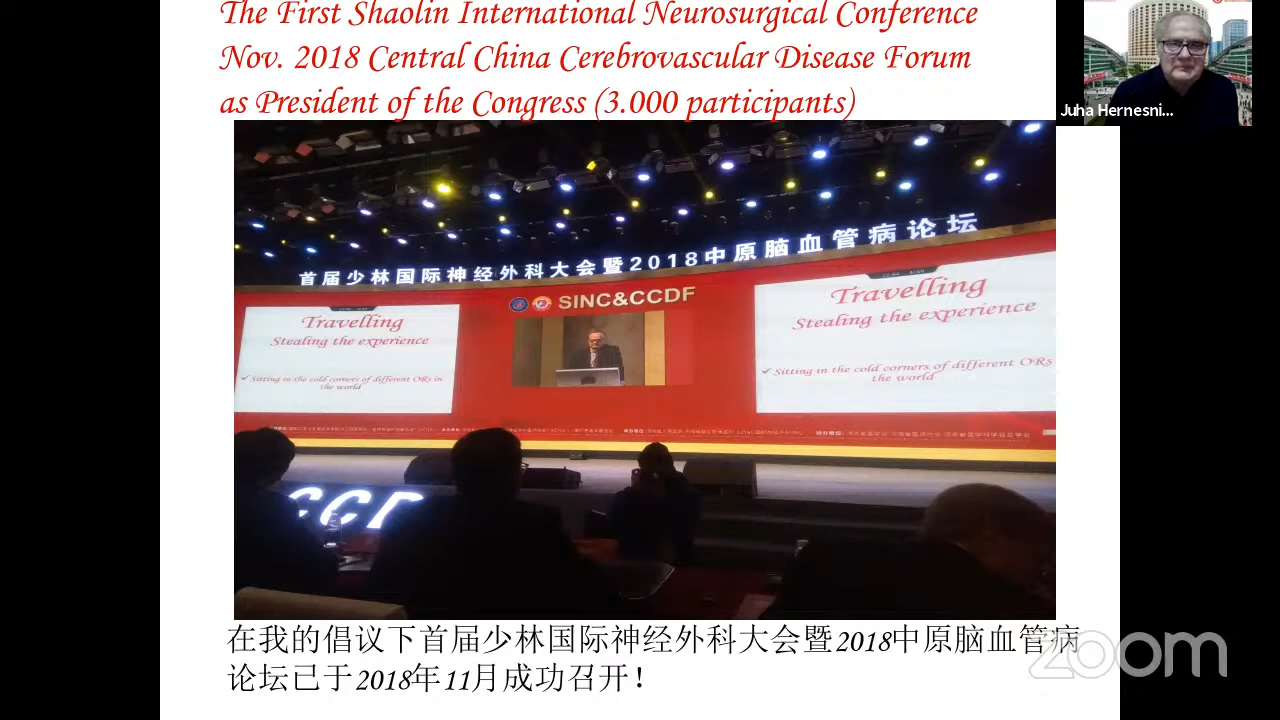 The First Shaolin International Neurosurgical Conference
Nov. 2018 Central China Cerebrovascular Disease Forum
as President of the Congress (3.000 participants)
Juha Hernesni...
首届少林国际神经外科大会暨2018中原脑血管病论坛
SINC&CCDF
Travelling
Stealing the experience
✓ Sitting in the cold corners of different ORs in
the world
Travelling
Stealing the experience
✓ Sitting in the cold corners of different ORs
the world
CCD
在我的倡议下首届少林国际神经外科大会暨2018中原脑血管病
论坛已于2018年11月成功召开！
zoom